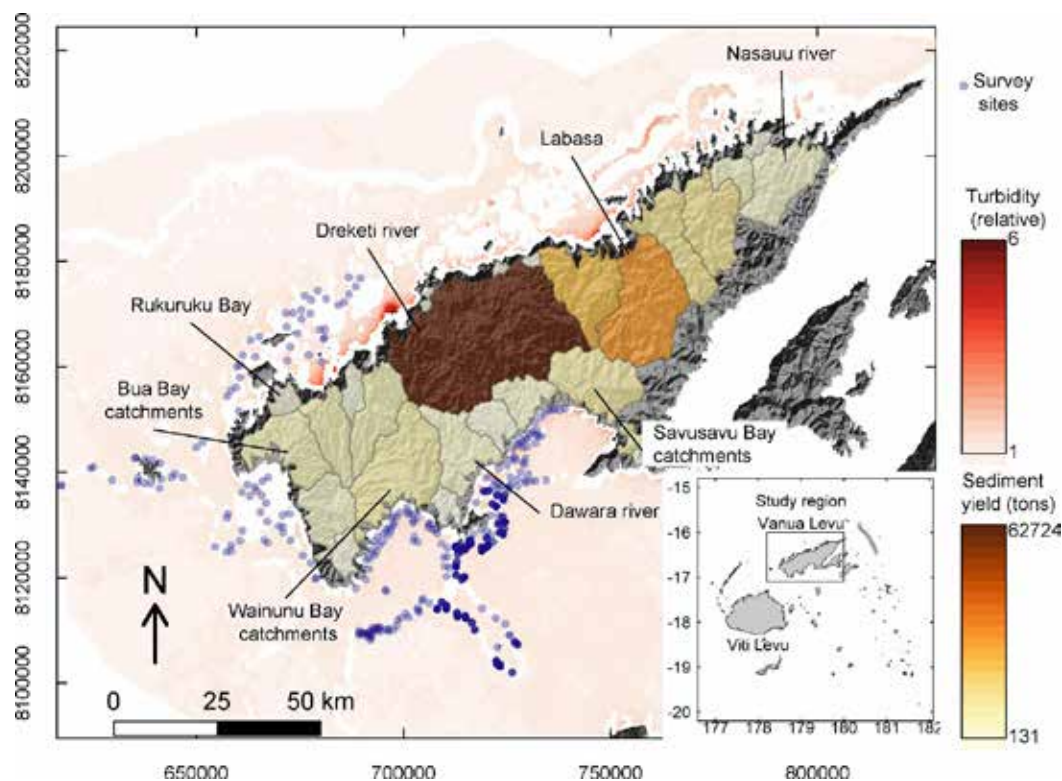 Nasauu river
Labasa
Dreketi river
Rukuruku Bay
Bua Bay
catchments
Savusavu Bay
catchments
Dawara river
Wainunu Bay
catchments
N
0 25 50 km
8220000
8200000
8180000
8160000
8140000
8120000
8100000
650000 700000 750000 800000
Survey
sites
Turbidity
(relative)
6
1
Sediment
yield (tons)
62724
131
Study region
Vanua Levu
Viti Levu
-15
-16
-17
-18
-19
-20
177 178 179 180 181 182